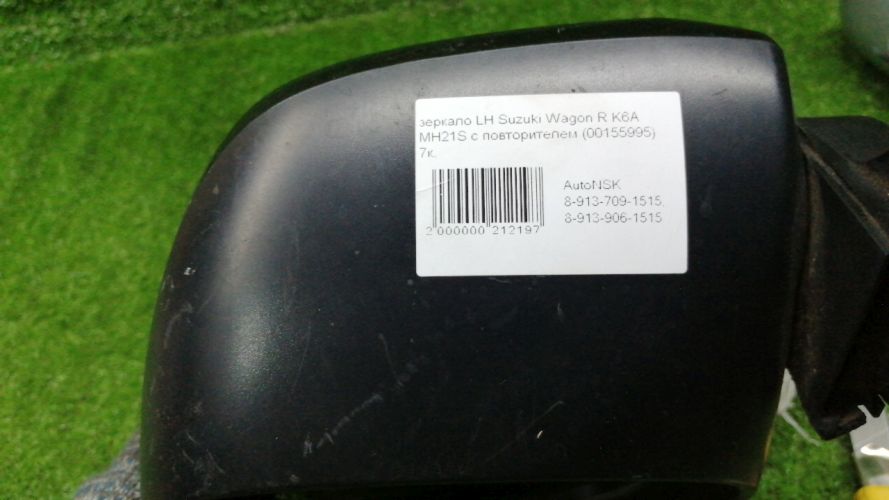 зеркало LH Suzuki Wagon R K6A
MH21S с повторителем (00155995)
7к.
AutoNSK
8-913-709-1515,
8-913-906-1515
2 000000 212197